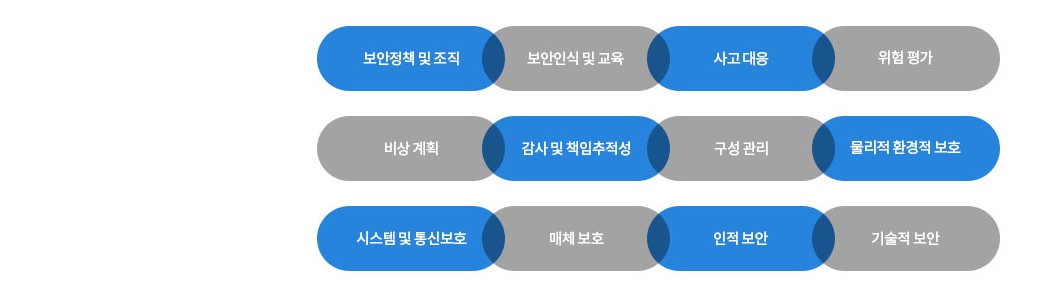 보안정책 및 조직
보안인식 및 교육
사고 대응
위험 평가
비상 계획
감사 및 책임추적성
구성 관리
물리적 환경적 보호
시스템 및 통신보호
매체 보호
인적 보안
기술적 보안